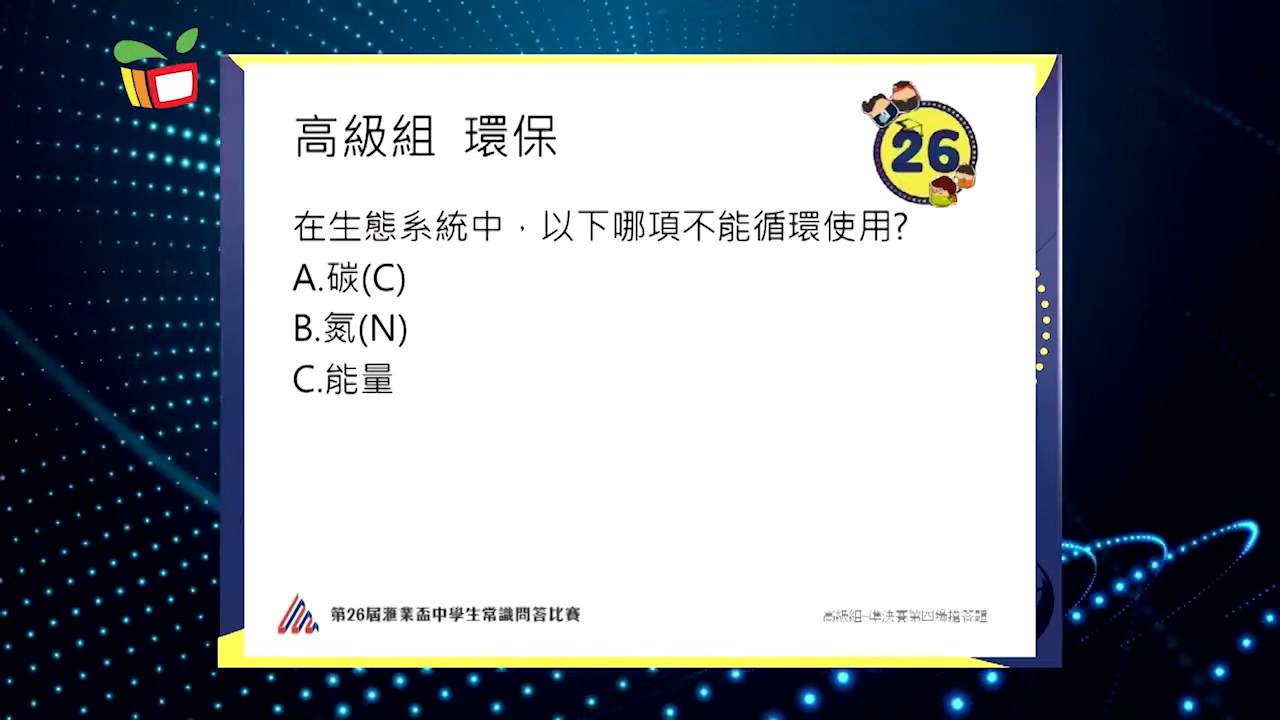 高級組 環保
26
在生態系統中，以下哪項不能循環使用?
A.碳(C)
B.氮(N)
C.能量
第26屆滙業盃中學生常識問答比賽
高級組-準決賽第四場搶答題